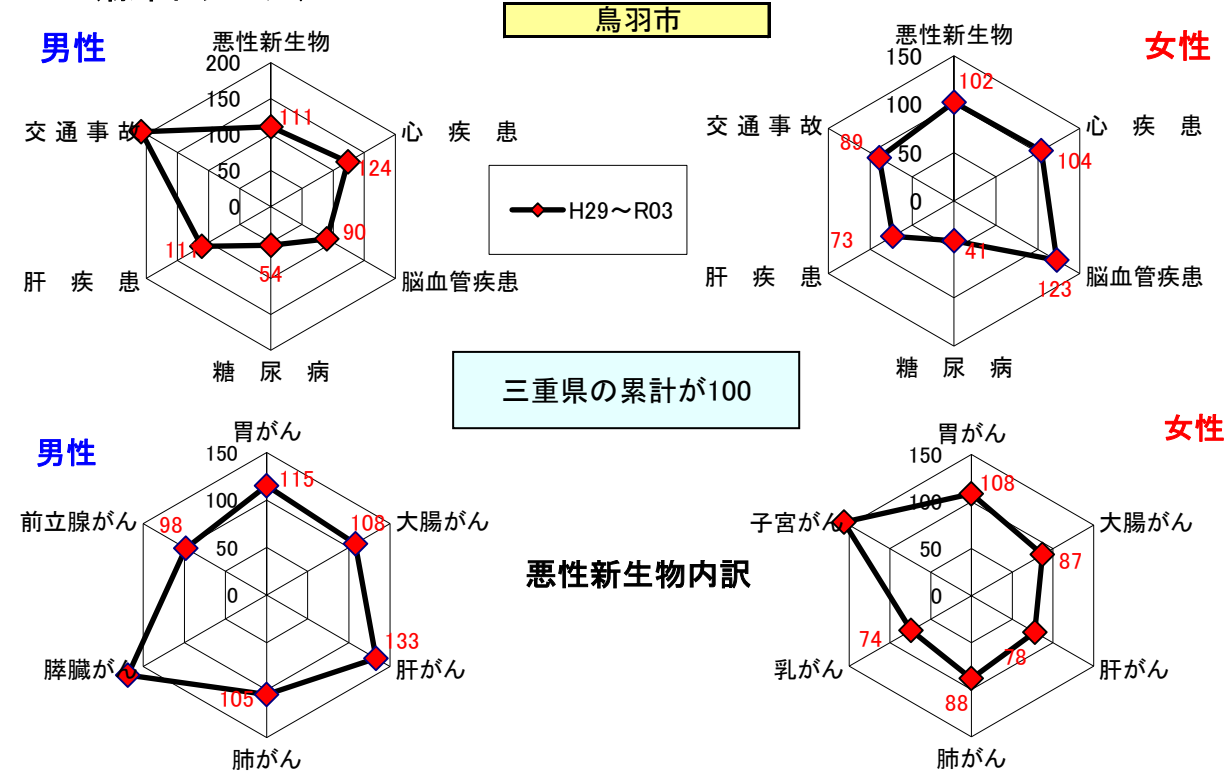 鳥羽市
男性
悪性新生物
200
150
100
50
0
111
心 疾 患
124
90
脳血管疾患
糖 尿 病
54
肝 疾 患
111
交 通 事 故
H29～R03
女性
悪性新生物
150
100
50
0
102
心 疾 患
104
脳血管疾患
123
糖 尿 病
41
肝 疾 患
73
交 通 事 故
89
三重県の累計が100
男性
胃がん
150
100
50
0
115
大腸がん
108
肝がん
133
肺がん
105
膵臓がん
前立腺がん
98
悪性新生物内訳
女性
胃がん
150
100
50
0
108
大腸がん
87
肝がん
78
肺がん
88
乳がん
74
子宮がん